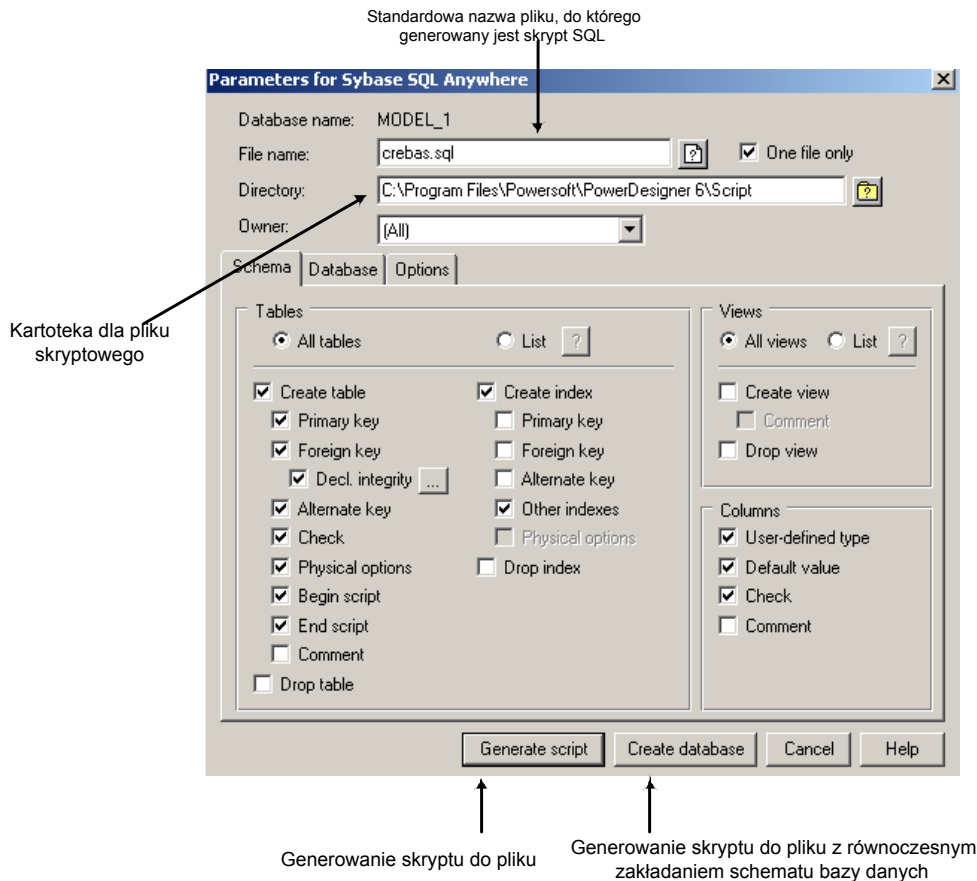 Standardowa nazwa pliku, do którego
generowany jest skrypt SQL
Parameters for Sybase SQL Anywhere
Database name: MODEL_1
File name: crebas.sql ? One file only
Directory: C:\Program Files\Powersoft\PowerDesigner 6\Script ?
Owner: (All)
Schema Database Options
Kartoteka dla pliku
skryptowego
Tables
All tables List ?
Create table Create index
Primary key Primary key
Foreign key Foreign key
Decl. integrity ... Alternate key
Alternate key Other indexes
Check Physical options
Physical options Drop index
Begin script
End script
Comment
Drop table
Views
All views List ?
Create view
Comment
Drop view
Columns
User-defined type
Default value
Check
Comment
Generate script Create database Cancel Help
Generowanie skryptu do pliku
Generowanie skryptu do pliku z równoczesnym
zakładaniem schematu bazy danych